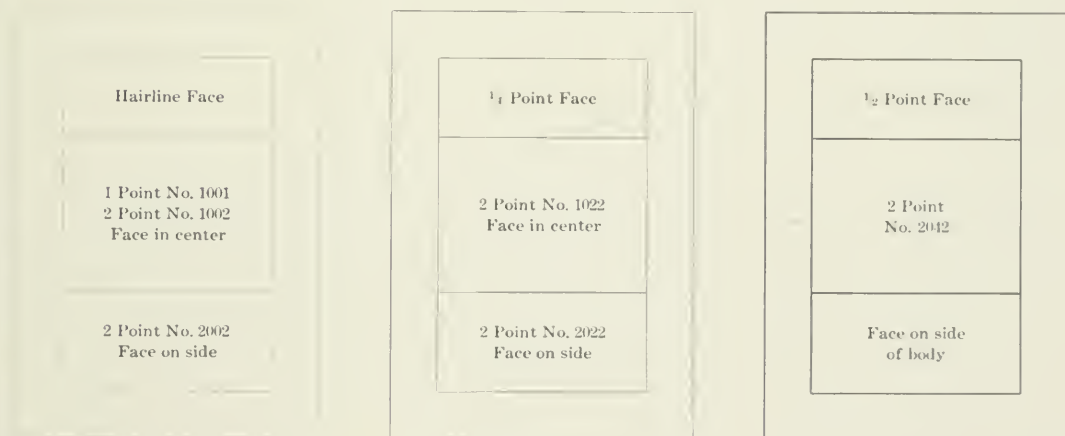 Hairline Face
1 Point No. 1001
2 Point No. 1002
Face in center
2 Point No. 2002
Face on side
¼ Point Face
2 Point No. 1022
Face in center
2 Point No. 2022
Face on side
½ Point Face
2 Point
No. 2042
Face on side
of body